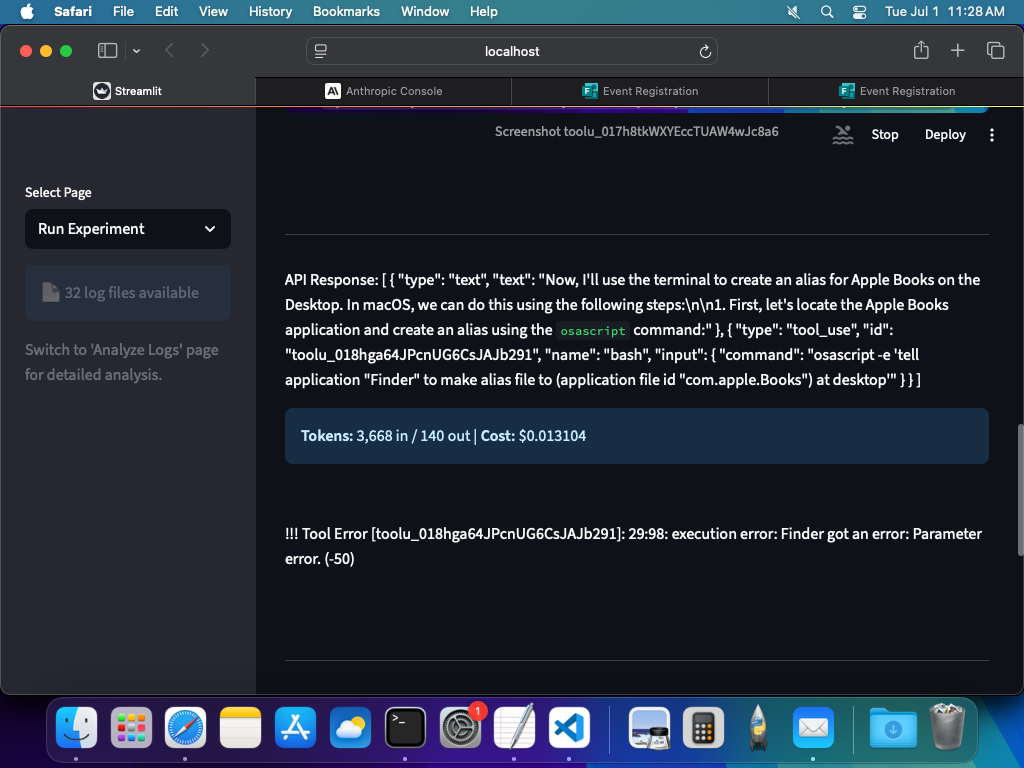 Safari File Edit View History Bookmarks Window Help Tue Jul 1 11:28 AM
localhost
Streamlit
Anthropic Console
Event Registration
Event Registration
Screenshot toolu_017h8tkWXYEccTUAW4wJc8a6
Stop Deploy
Select Page
Run Experiment
32 log files available
Switch to 'Analyze Logs' page
for detailed analysis.
API Response: [ { "type": "text", "text": "Now, I'll use the terminal to create an alias for Apple Books on the
Desktop. In macOS, we can do this using the following steps:\n\n1. First, let's locate the Apple Books
application and create an alias using the osascript command:" }, { "type": "tool_use", "id":
"toolu_018hga64JPcnUG6CsJAJb291", "name": "bash", "input": { "command": "osascript -e 'tell
application "Finder" to make alias file to (application file id "com.apple.Books") at desktop'" } } ]
Tokens: 3,668 in / 140 out | Cost: $0.013104
!!! Tool Error [toolu_018hga64JPcnUG6CsJAJb291]: 29:98: execution error: Finder got an error: Parameter
error. (-50)
1